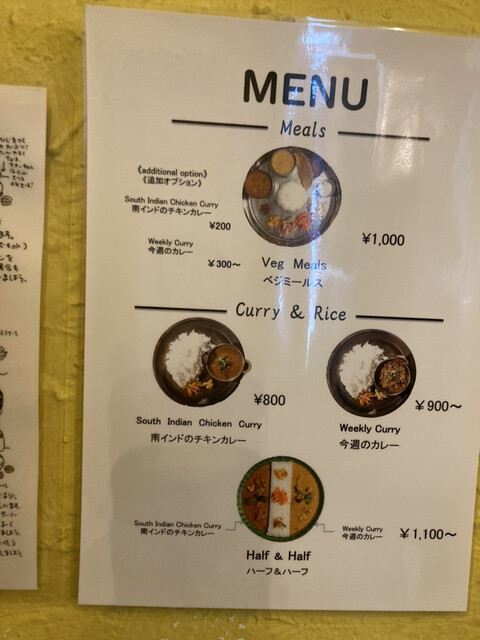 MENU
Meals
《additional option》
《追加オプション》
South Indian Chicken Curry
南インドのチキンカレー
¥200
Weekly Curry
今週のカレー
¥300～
¥1,000
Veg Meals
ベジミールス
Curry & Rice
¥800
South Indian Chicken Curry
南インドのチキンカレー
¥900～
Weekly Curry
今週のカレー
South Indian Chicken Curry
南インドのチキンカレー
Weekly Curry
今週のカレー
¥1,100～
Half & Half
ハーフ&ハーフ